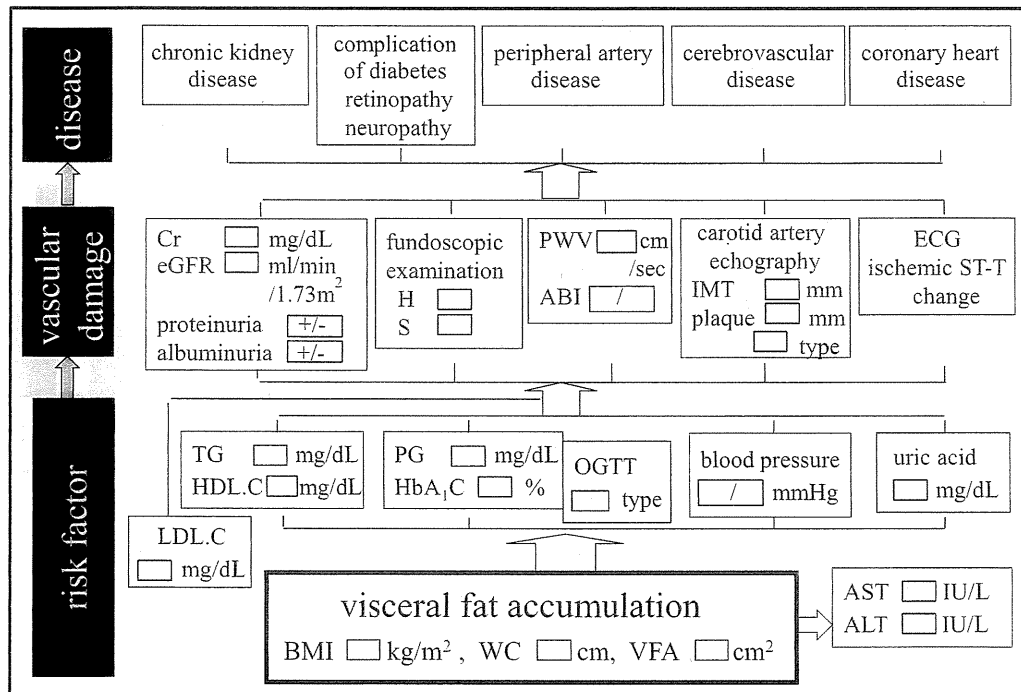 disease
chronic kidney
disease
complication
of diabetes
retinopathy
neuropathy
peripheral artery
disease
cerebrovascular
disease
coronary heart
disease
vascular
damage
Cr mg/dL
eGFR ml/min
/1.73m²
proteinuria +/-
albuminuria +/-
fundoscopic
examination
H
S
PWV cm
/sec
ABI /
carotid artery
echography
IMT mm
plaque mm
type
ECG
ischemic ST-T
change
risk factor
TG mg/dL
HDL.C mg/dL
PG mg/dL
HbA₁C %
OGTT
type
blood pressure
/ mmHg
uric acid
mg/dL
LDL.C
mg/dL
visceral fat accumulation
BMI kg/m² , WC cm, VFA cm²
AST IU/L
ALT IU/L